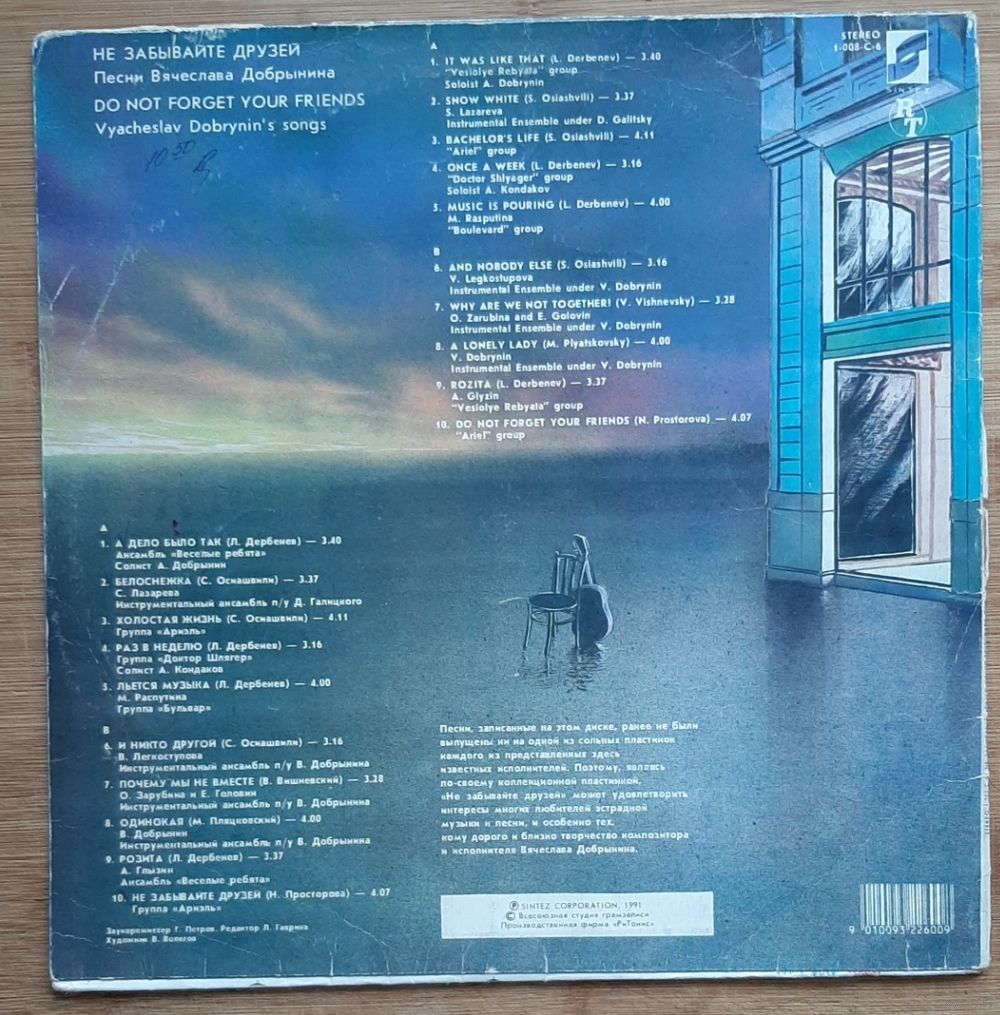 НЕ ЗАБЫВАЙТЕ ДРУЗЕЙ
Песни Вячеслава Добрынина
DO NOT FORGET YOUR FRIENDS
Vyacheslav Dobrynin's songs
10-50
A
1. IT WAS LIKE THAT (L. Derbenev) — 3.40
"Vesiolye Rebyata" group
Soloist A. Dobrynin
2. SNOW WHITE (S. Osiashvili) — 3.37
S. Lazareva
Instrumental Ensemble under D. Galitsky
3. BACHELOR'S LIFE (S. Osiashvili) — 4.11
"Ariel" group
4. ONCE A WEEK (L. Derbenev) — 3.16
"Doctor Shlyager" group
Soloist A. Kondakov
5. MUSIC IS POURING (L. Derbenev) — 4.00
M. Rasputina
"Boulevard" group
B
6. AND NOBODY ELSE (S. Osiashvili) — 3.16
V. Legkostupova
Instrumental Ensemble under V. Dobrynin
7. WHY ARE WE NOT TOGETHER! (V. Vishnevsky) — 3.28
O. Zarubina and E. Golovin
Instrumental Ensemble under V. Dobrynin
8. A LONELY LADY (M. Plyatskovsky) — 4.00
V. Dobrynin
Instrumental Ensemble under V. Dobrynin
9. ROZITA (L. Derbenev) — 3.37
A. Glyzin
"Vesiolye Rebyata" group
10. DO NOT FORGET YOUR FRIENDS (N. Prostorova) — 4.07
"Ariel" group
STEREO
1-008-C-6
SINTEZ
RT
A
1. А ДЕЛО БЫЛО ТАК (Л. Дербенев) — 3.40
Ансамбль «Веселые ребята»
Солист А. Добрынин
2. БЕЛОСНЕЖКА (С. Осиашвили) — 3.37
С. Лазарева
Инструментальный ансамбль п/у Д. Галицкого
3. ХОЛОСТАЯ ЖИЗНЬ (С. Осиашвили) — 4.11
Группа «Ариэль»
4. РАЗ В НЕДЕЛЮ (Л. Дербенев) — 3.16
Группа «Доктор Шлягер»
Солист А. Кондаков
5. ЛЬЕТСЯ МУЗЫКА (Л. Дербенев) — 4.00
М. Распутина
Группа «Бульвар»
B
6. И НИКТО ДРУГОЙ (С. Осиашвили) — 3.16
В. Легкоступова
Инструментальный ансамбль п/у В. Добрынина
7. ПОЧЕМУ МЫ НЕ ВМЕСТЕ (В. Вишневский) — 3.28
О. Зарубина и Е. Головин
Инструментальный ансамбль п/у В. Добрынина
8. ОДИНОКАЯ (М. Пляцковский) — 4.00
В. Добрынин
Инструментальный ансамбль п/у В. Добрынина
9. РОЗИТА (Л. Дербенев) — 3.37
А. Глызин
Ансамбль «Веселые ребята»
10. НЕ ЗАБЫВАЙТЕ ДРУЗЕЙ (Н. Просторова) — 4.07
Группа «Ариэль»
Звукорежиссер Г. Петров. Редактор Л. Гаврина
Художник В. Волегов
Песни, записанные на этом диске, ранее не были
выпущены ни на одной из сольных пластинок
каждого из представленных здесь
известных исполнителей. Поэтому, являясь
по-своему коллекционной пластинкой,
«Не забывайте друзей» может удовлетворить
интересы многих любителей эстрадной
музыки и песни, и особенно тех,
кому дорого и близко творчество композитора
и исполнителя Вячеслава Добрынина.
℗ SINTEZ CORPORATION, 1991
© Всесоюзная студия грамзаписи
Производственная фирма «РиТонис»
9 010093 226009